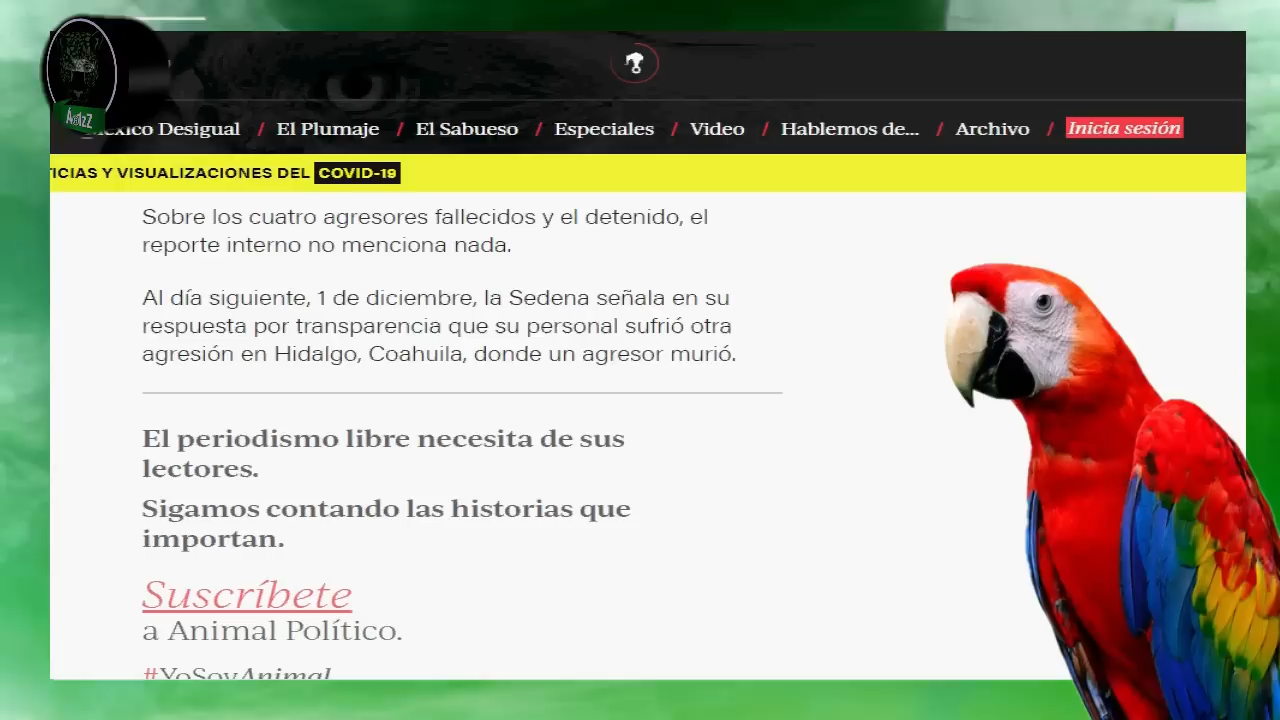 México Desigual / El Plumaje / El Sabueso / Especiales / Video / Hablemos de... / Archivo / Inicia sesión
ICIAS Y VISUALIZACIONES DEL COVID-19
Sobre los cuatro agresores fallecidos y el detenido, el
reporte interno no menciona nada.
Al día siguiente, 1 de diciembre, la Sedena señala en su
respuesta por transparencia que su personal sufrió otra
agresión en Hidalgo, Coahuila, donde un agresor murió.
El periodismo libre necesita de sus
lectores.
Sigamos contando las historias que
importan.
Suscríbete
a Animal Político.
#YoSoyAnimal